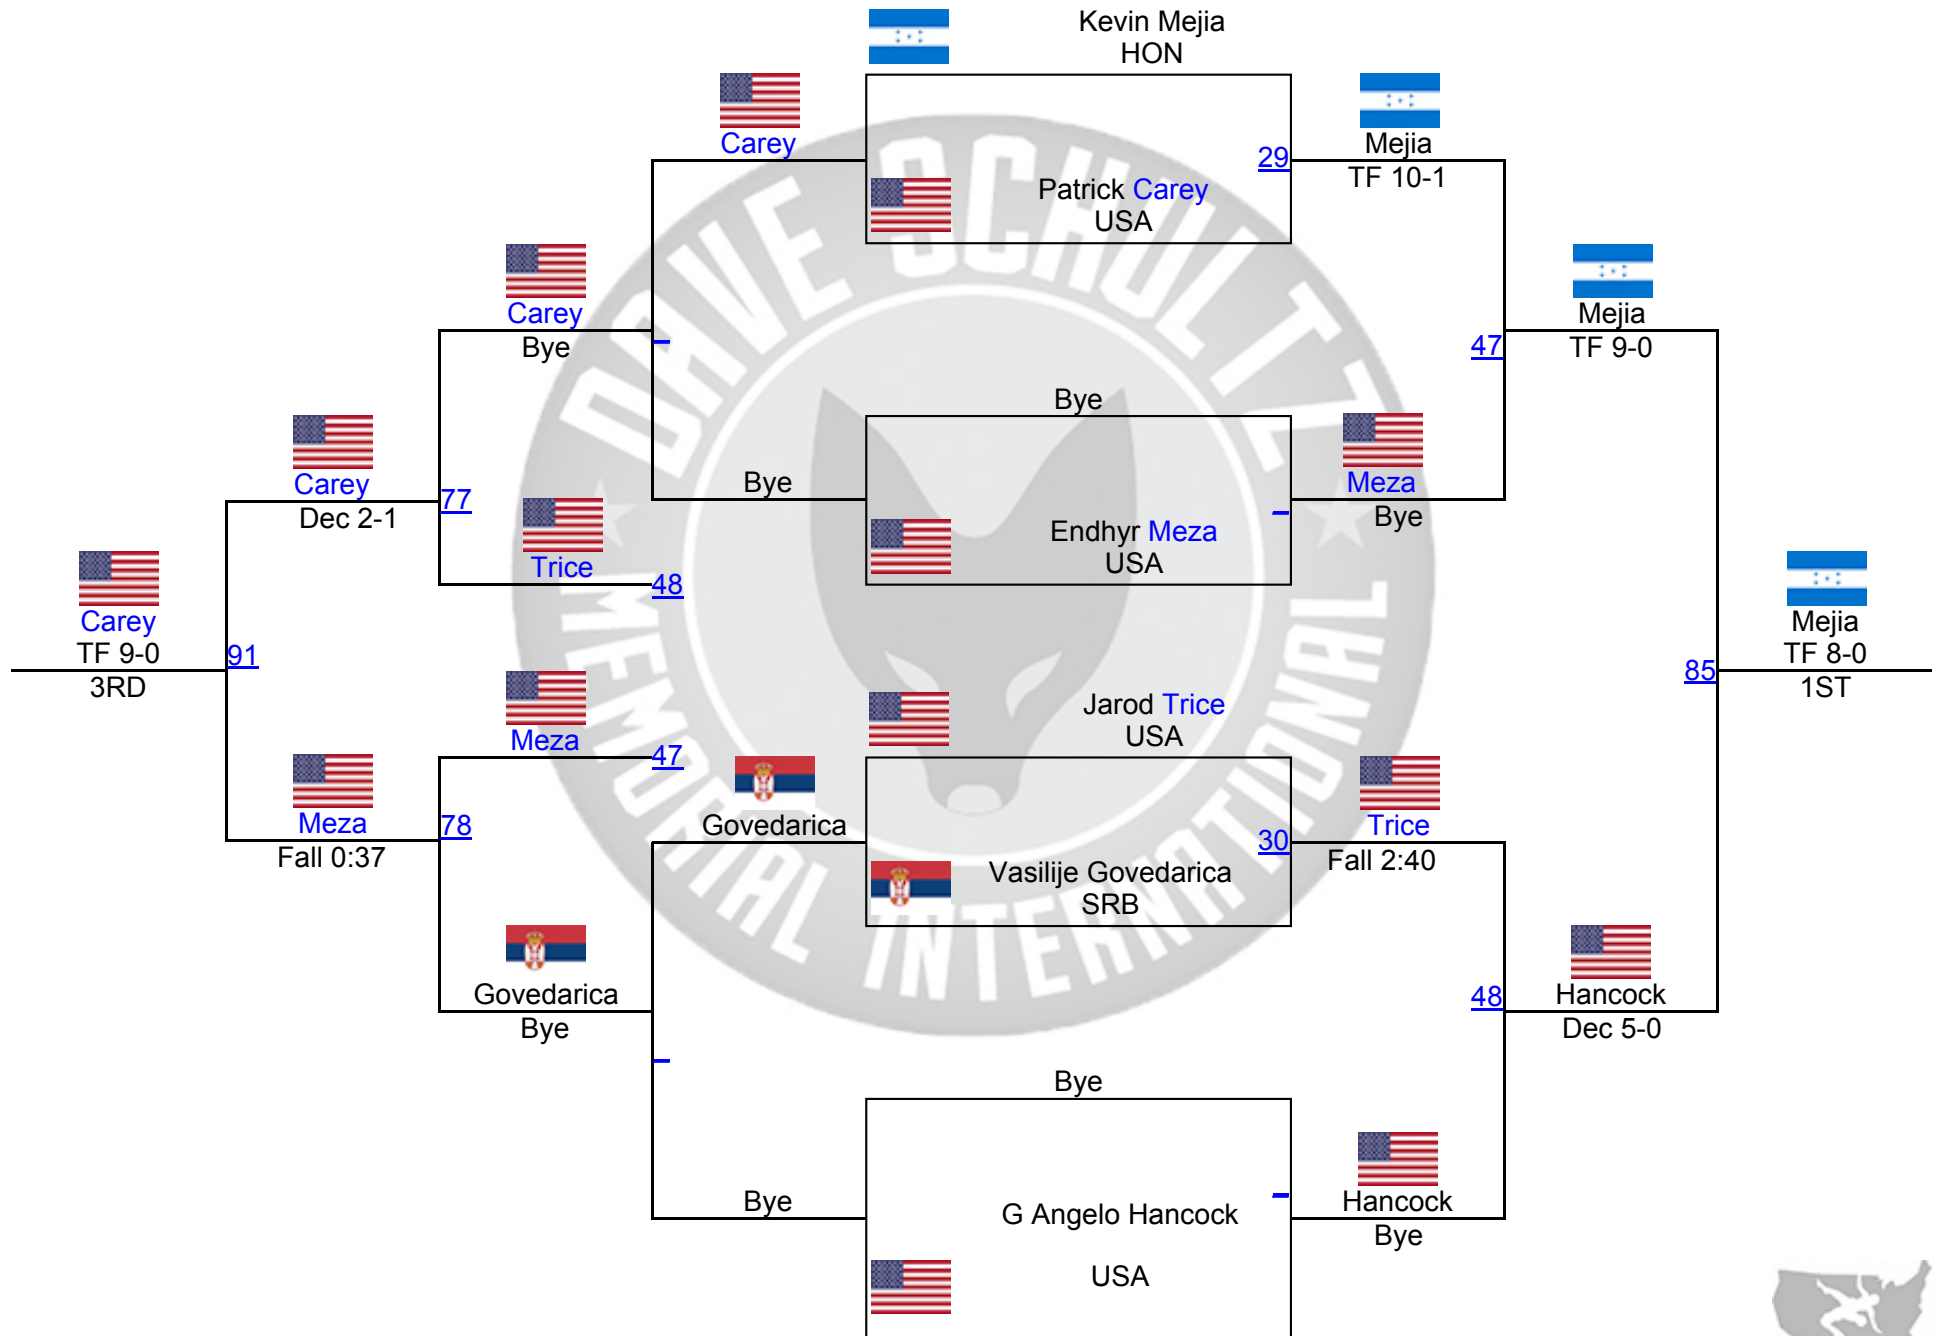 Kevin Mejia
HON
Carey
29
Mejia
TF 10-1
Patrick Carey
USA
Carey
Bye
Mejia
TF 9-0
47
Bye
Carey
Dec 2-1
77
Bye
Meza
Bye
Trice
48
Endhyr Meza
USA
Carey
TF 9-0
3RD
91
Mejia
TF 8-0
1ST
85
Meza
47
Jarod Trice
USA
Meza
Fall 0:37
78
Govedarica
30
Trice
Fall 2:40
Vasilije Govedarica
SRB
Govedarica
Bye
48
Hancock
Dec 5-0
Bye
Bye
G Angelo Hancock
USA
Hancock
Bye
DAVE SCHULTZ
MEMORIAL INTERNATIONAL